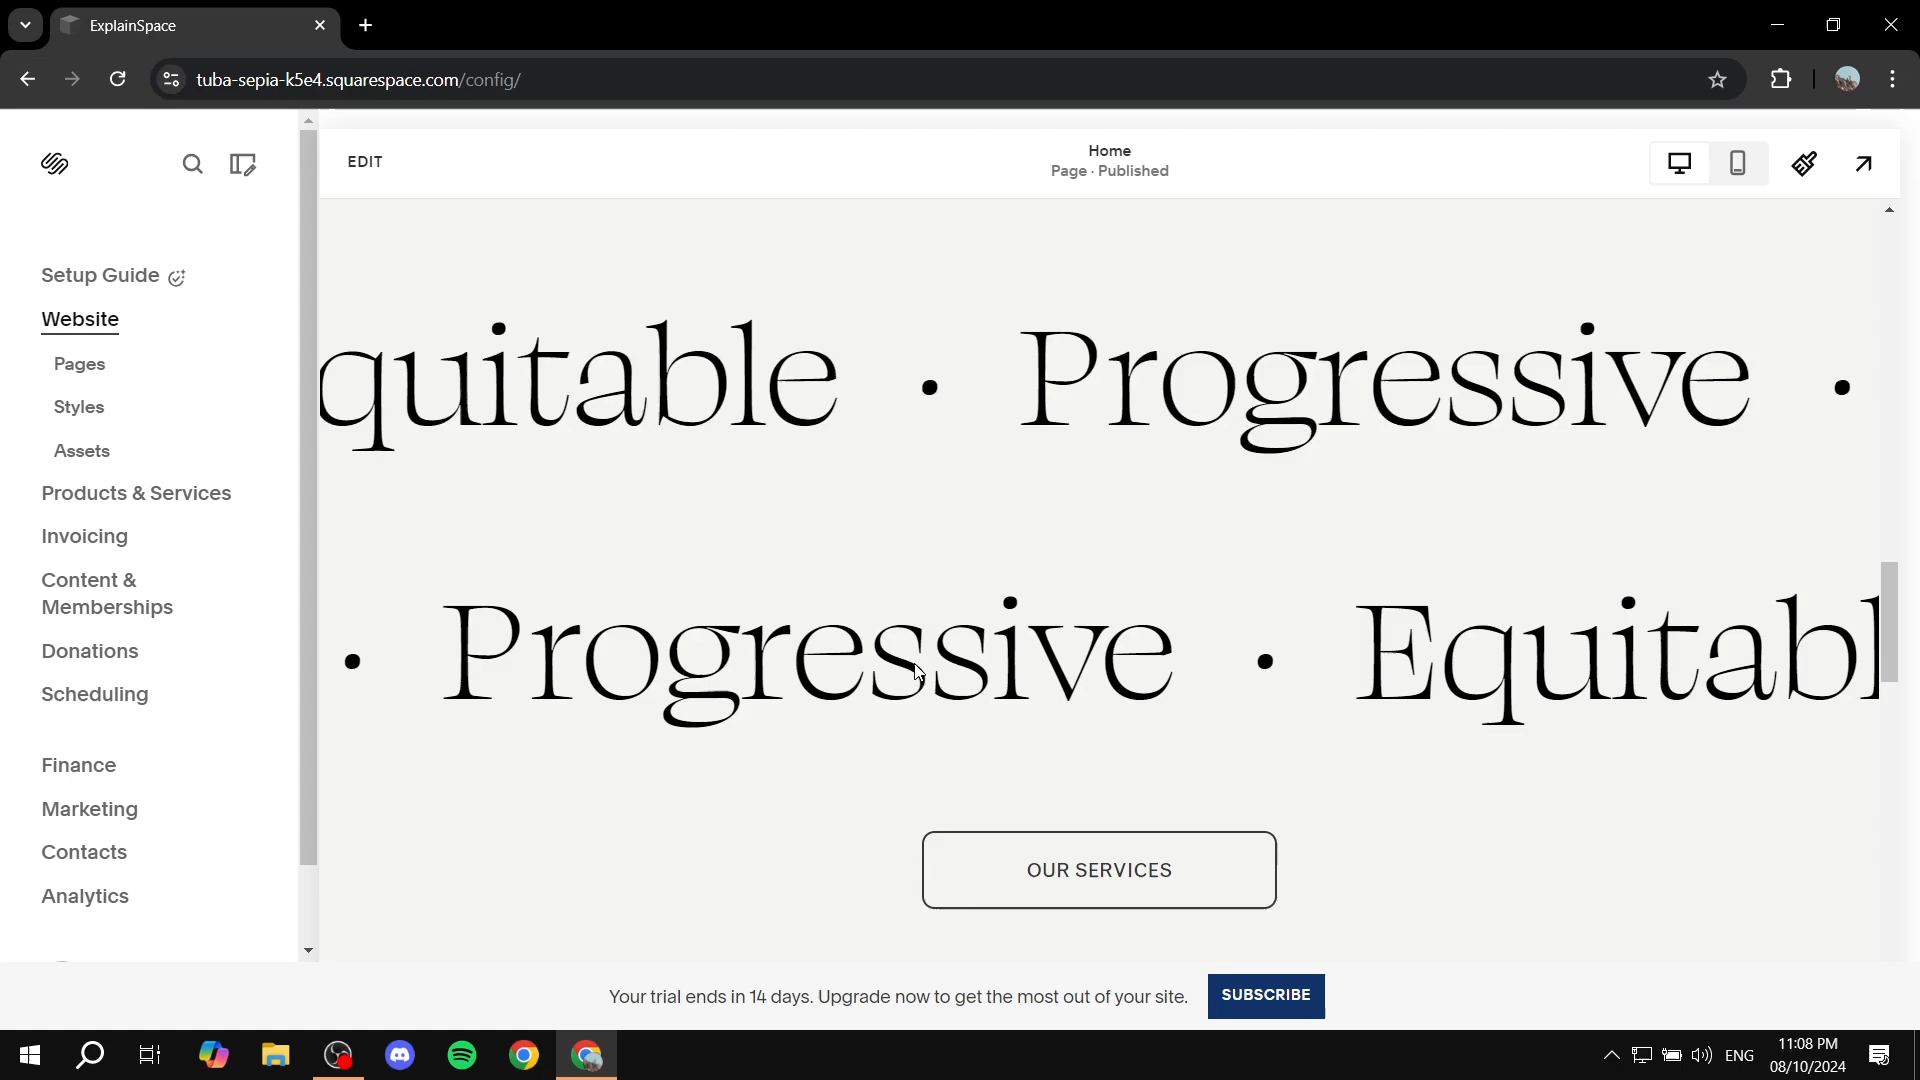 ExplainSpace
tuba-sepia-k5e4.squarespace.com/config/
EDIT
Home
Page · Published
Setup Guide
Website
Pages
Styles
Assets
Products & Services
Invoicing
Content &
Memberships
Donations
Scheduling
Finance
Marketing
Contacts
Analytics
quitable • Progressive •
• Progressive • Equitabl
OUR SERVICES
Your trial ends in 14 days. Upgrade now to get the most out of your site.
SUBSCRIBE
ENG
11:08 PM
08/10/2024